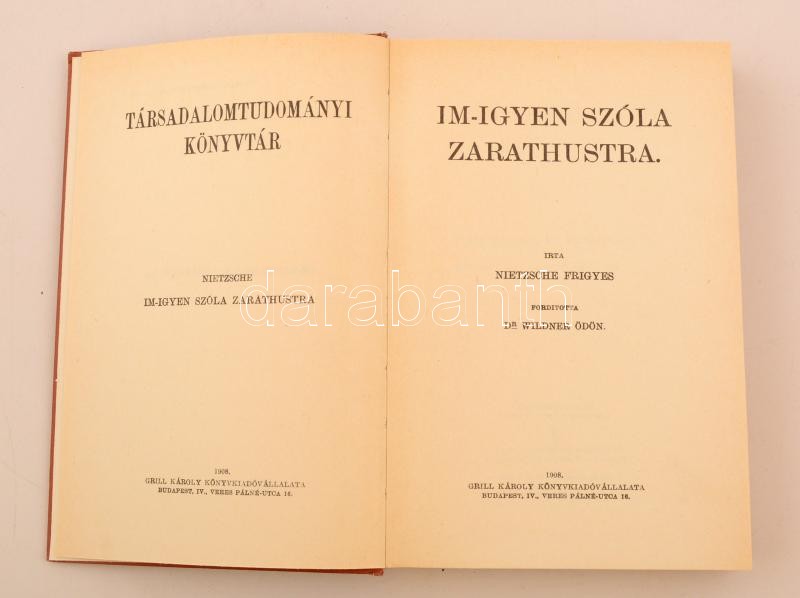 TÁRSADALOMTUDOMÁNYI
KÖNYVTÁR
NIETZSCHE
IM-IGYEN SZÓLA ZARATHUSTRA
1908.
GRILL KÁROLY KÖNYVKIADÓVÁLLALATA
BUDAPEST, IV., VERES PÁLNÉ-UTCA 16.
IM-IGYEN SZÓLA
ZARATHUSTRA.
IRTA
NIETZSCHE FRIGYES
FORDITOTTA
DR WILDNER ÖDÖN.
1908.
GRILL KÁROLY KÖNYVKIADÓVÁLLALATA
BUDAPEST, IV., VERES PÁLNÉ-UTCA 16.
darabanth